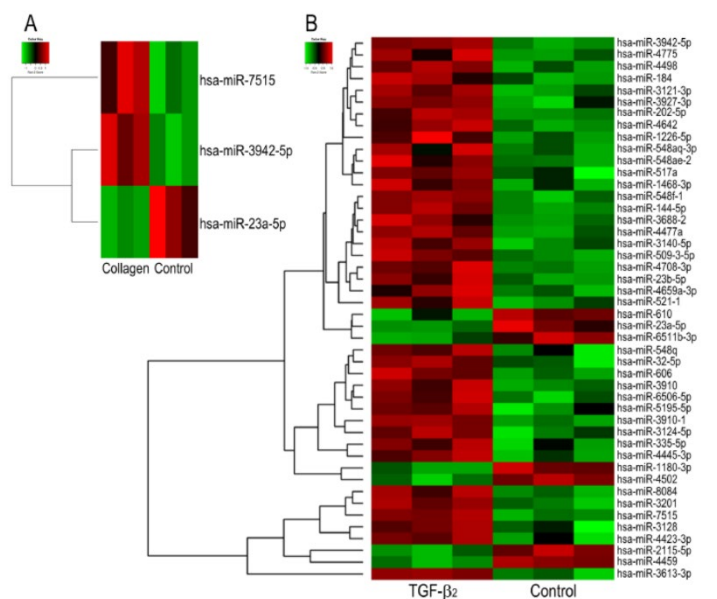 A
B
hsa-miR-7515
hsa-miR-3942-5p
hsa-miR-23a-5p
Collagen Control
hsa-miR-3942-5p
hsa-miR-4775
hsa-miR-4498
hsa-miR-184
hsa-miR-3121-3p
hsa-miR-3927-3p
hsa-miR-202-5p
hsa-miR-4642
hsa-miR-1226-5p
hsa-miR-548aq-3p
hsa-miR-548ae-2
hsa-miR-517a
hsa-miR-1468-3p
hsa-miR-548f-1
hsa-miR-144-5p
hsa-miR-3688-2
hsa-miR-4477a
hsa-miR-3140-5p
hsa-miR-509-3-5p
hsa-miR-4708-3p
hsa-miR-23b-5p
hsa-miR-4659a-3p
hsa-miR-521-1
hsa-miR-610
hsa-miR-23a-5p
hsa-miR-6511b-3p
hsa-miR-548q
hsa-miR-32-5p
hsa-miR-606
hsa-miR-3910
hsa-miR-6506-5p
hsa-miR-5195-5p
hsa-miR-3910-1
hsa-miR-3124-5p
hsa-miR-335-5p
hsa-miR-4445-3p
hsa-miR-1180-3p
hsa-miR-4502
hsa-miR-8084
hsa-miR-3201
hsa-miR-7515
hsa-miR-3128
hsa-miR-4423-3p
hsa-miR-2115-5p
hsa-miR-4459
hsa-miR-3613-3p
TGF-β2 Control